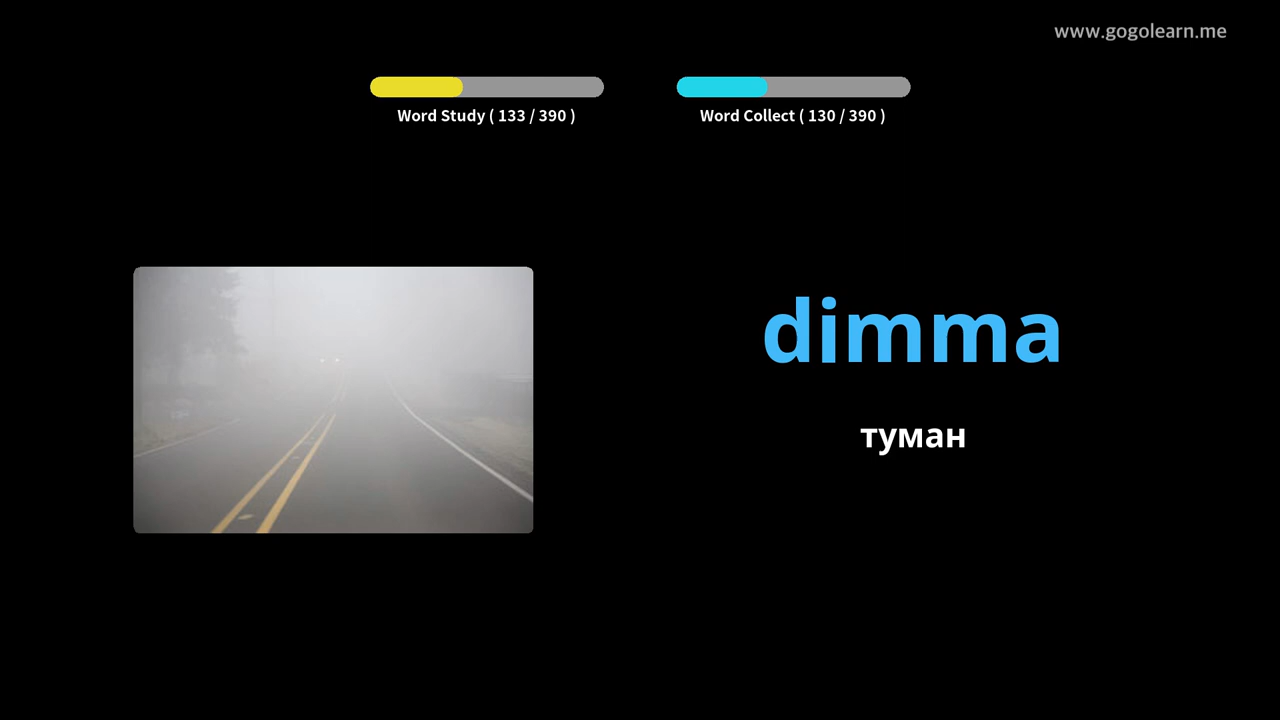 www.gogolearn.me
Word Study ( 133 / 390 )
Word Collect ( 130 / 390 )
dimma
туман